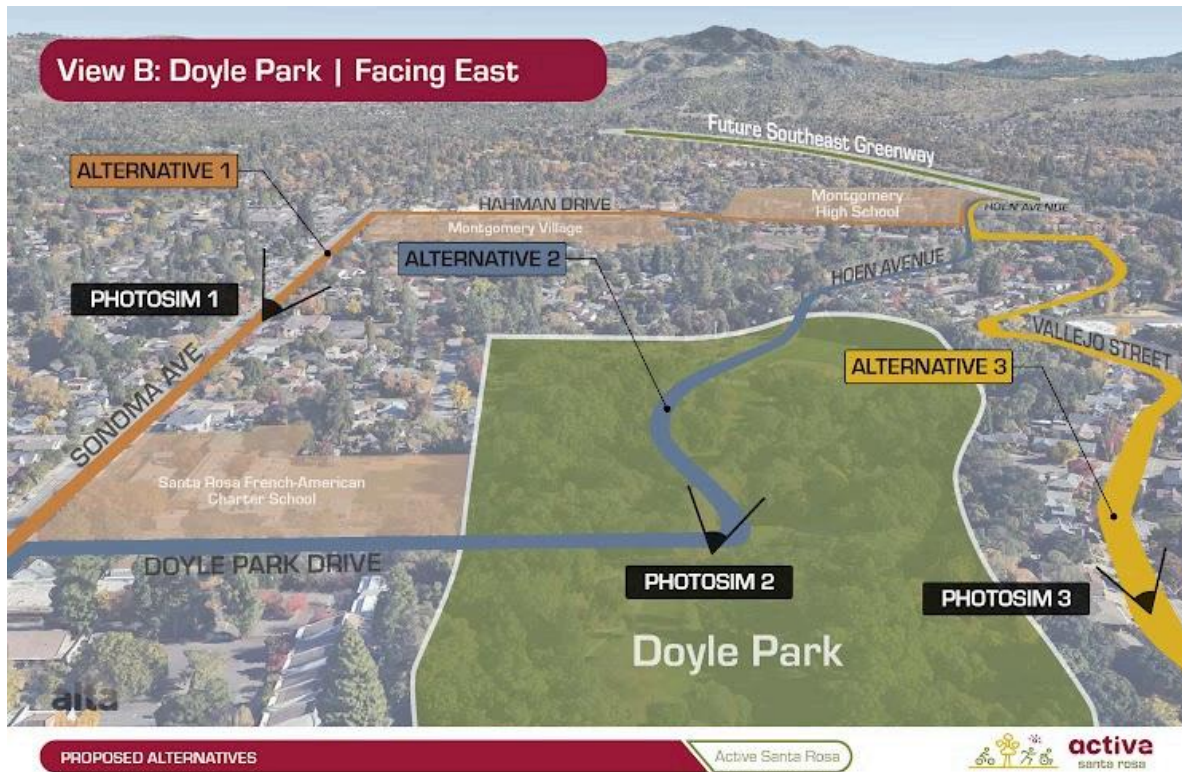 View B: Doyle Park | Facing East
Future Southeast Greenway
ALTERNATIVE 1
HAHMAN DRIVE
Montgomery
High School
HOEN AVENUE
Montgomery Village
ALTERNATIVE 2
HOEN AVENUE
PHOTOSIM 1
VALLEJO STREET
SONOMA AVE
ALTERNATIVE 3
Santa Rosa French-American
Charter School
DOYLE PARK DRIVE
PHOTOSIM 2
PHOTOSIM 3
Doyle Park
alta
PROPOSED ALTERNATIVES
Active Santa Rosa
active
santa rosa